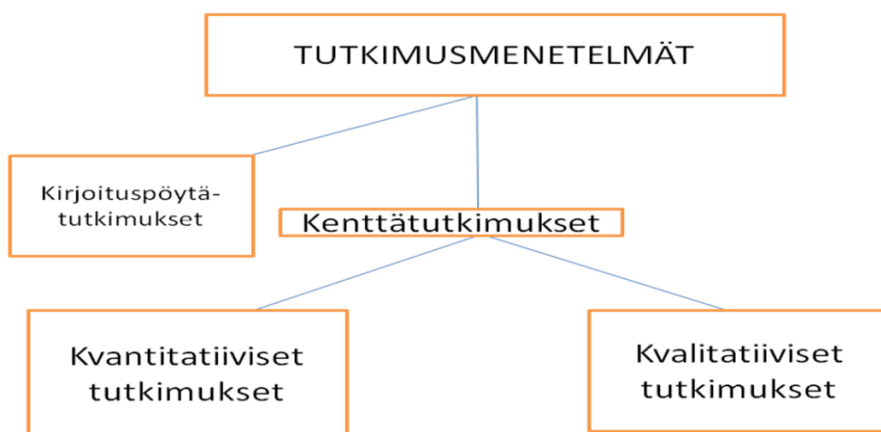 TUTKIMUSMENETELMÄT
Kirjoituspöytä-
tutkimukset
Kenttätutkimukset
Kvantitatiiviset
tutkimukset
Kvalitatiiviset
tutkimukset